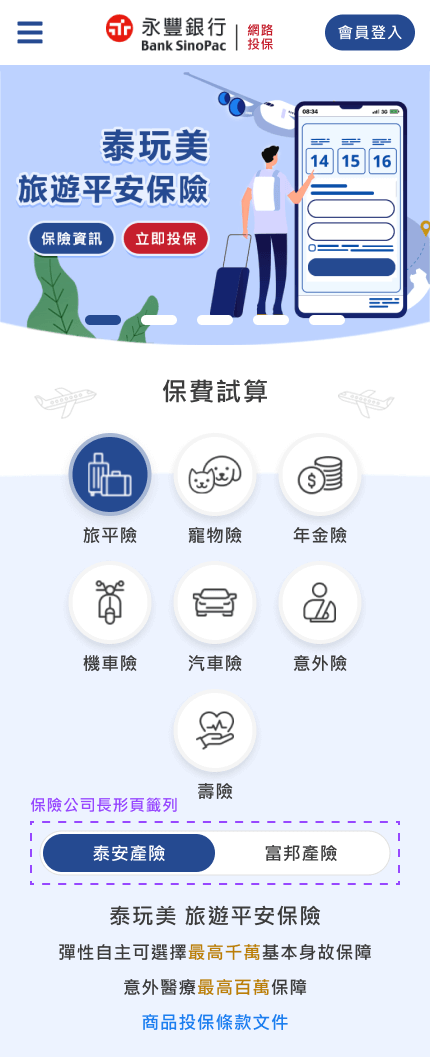 永豐銀行
Bank SinoPac
網路
投保
會員登入
泰玩美
旅遊平安保險
保險資訊
立即投保
08:34
3G
14 15 16
保費試算
旅平險
寵物險
年金險
機車險
汽車險
意外險
壽險
保險公司長形頁籤列
泰安產險
富邦產險
泰玩美 旅遊平安保險
彈性自主可選擇最高千萬基本身故保障
意外醫療最高百萬保障
商品投保條款文件